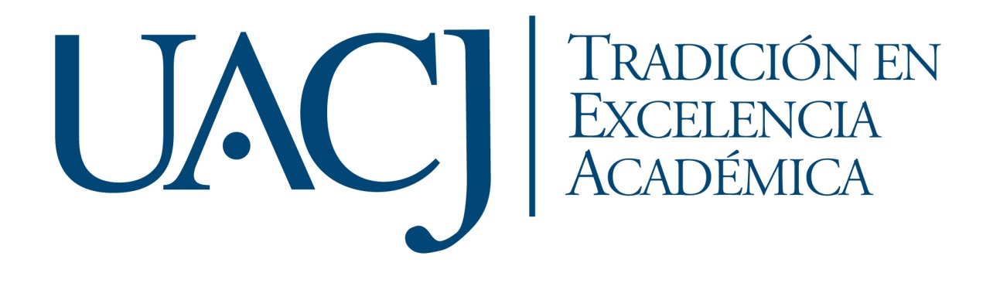 UACJ
TRADICIÓN EN
EXCELENCIA
ACADÉMICA